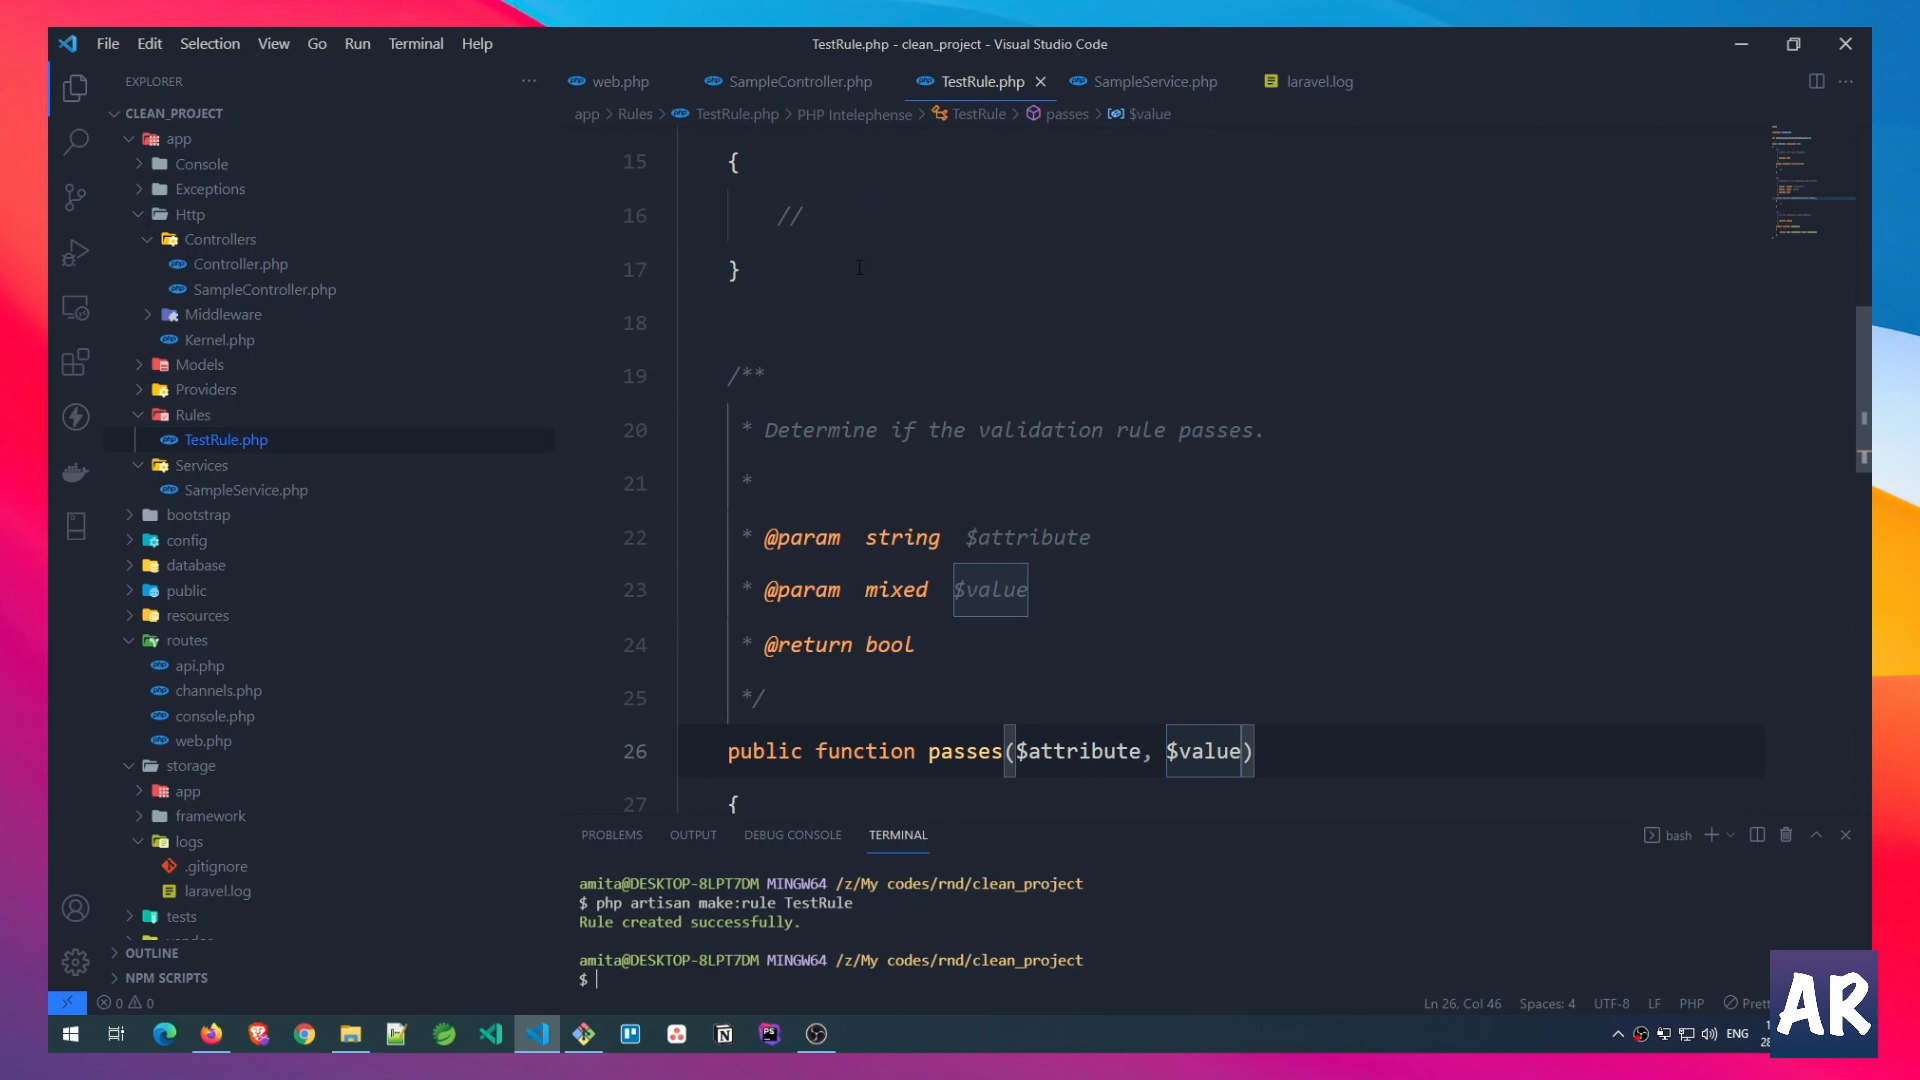 File Edit Selection View Go Run Terminal Help
TestRule.php - clean_project - Visual Studio Code
EXPLORER
CLEAN_PROJECT
app
Console
Exceptions
Http
Controllers
Controller.php
SampleController.php
Middleware
Kernel.php
Models
Providers
Rules
TestRule.php
Services
SampleService.php
bootstrap
config
database
public
resources
routes
api.php
channels.php
console.php
web.php
storage
app
framework
logs
.gitignore
laravel.log
tests
OUTLINE
NPM SCRIPTS
web.php SampleController.php TestRule.php SampleService.php laravel.log
app > Rules > TestRule.php > PHP Intelephense > TestRule > passes > $value
15 {
16 //
17 }
18
19 /**
20 * Determine if the validation rule passes.
21 *
22 * @param string $attribute
23 * @param mixed $value
24 * @return bool
25 */
26 public function passes($attribute, $value)
27 {
PROBLEMS OUTPUT DEBUG CONSOLE TERMINAL
bash
amita@DESKTOP-8LPT7DM MINGW64 /z/My codes/rnd/clean_project
$ php artisan make:rule TestRule
Rule created successfully.
amita@DESKTOP-8LPT7DM MINGW64 /z/My codes/rnd/clean_project
$
0 0
Ln 26, Col 46 Spaces: 4 UTF-8 LF PHP
ENG
AR